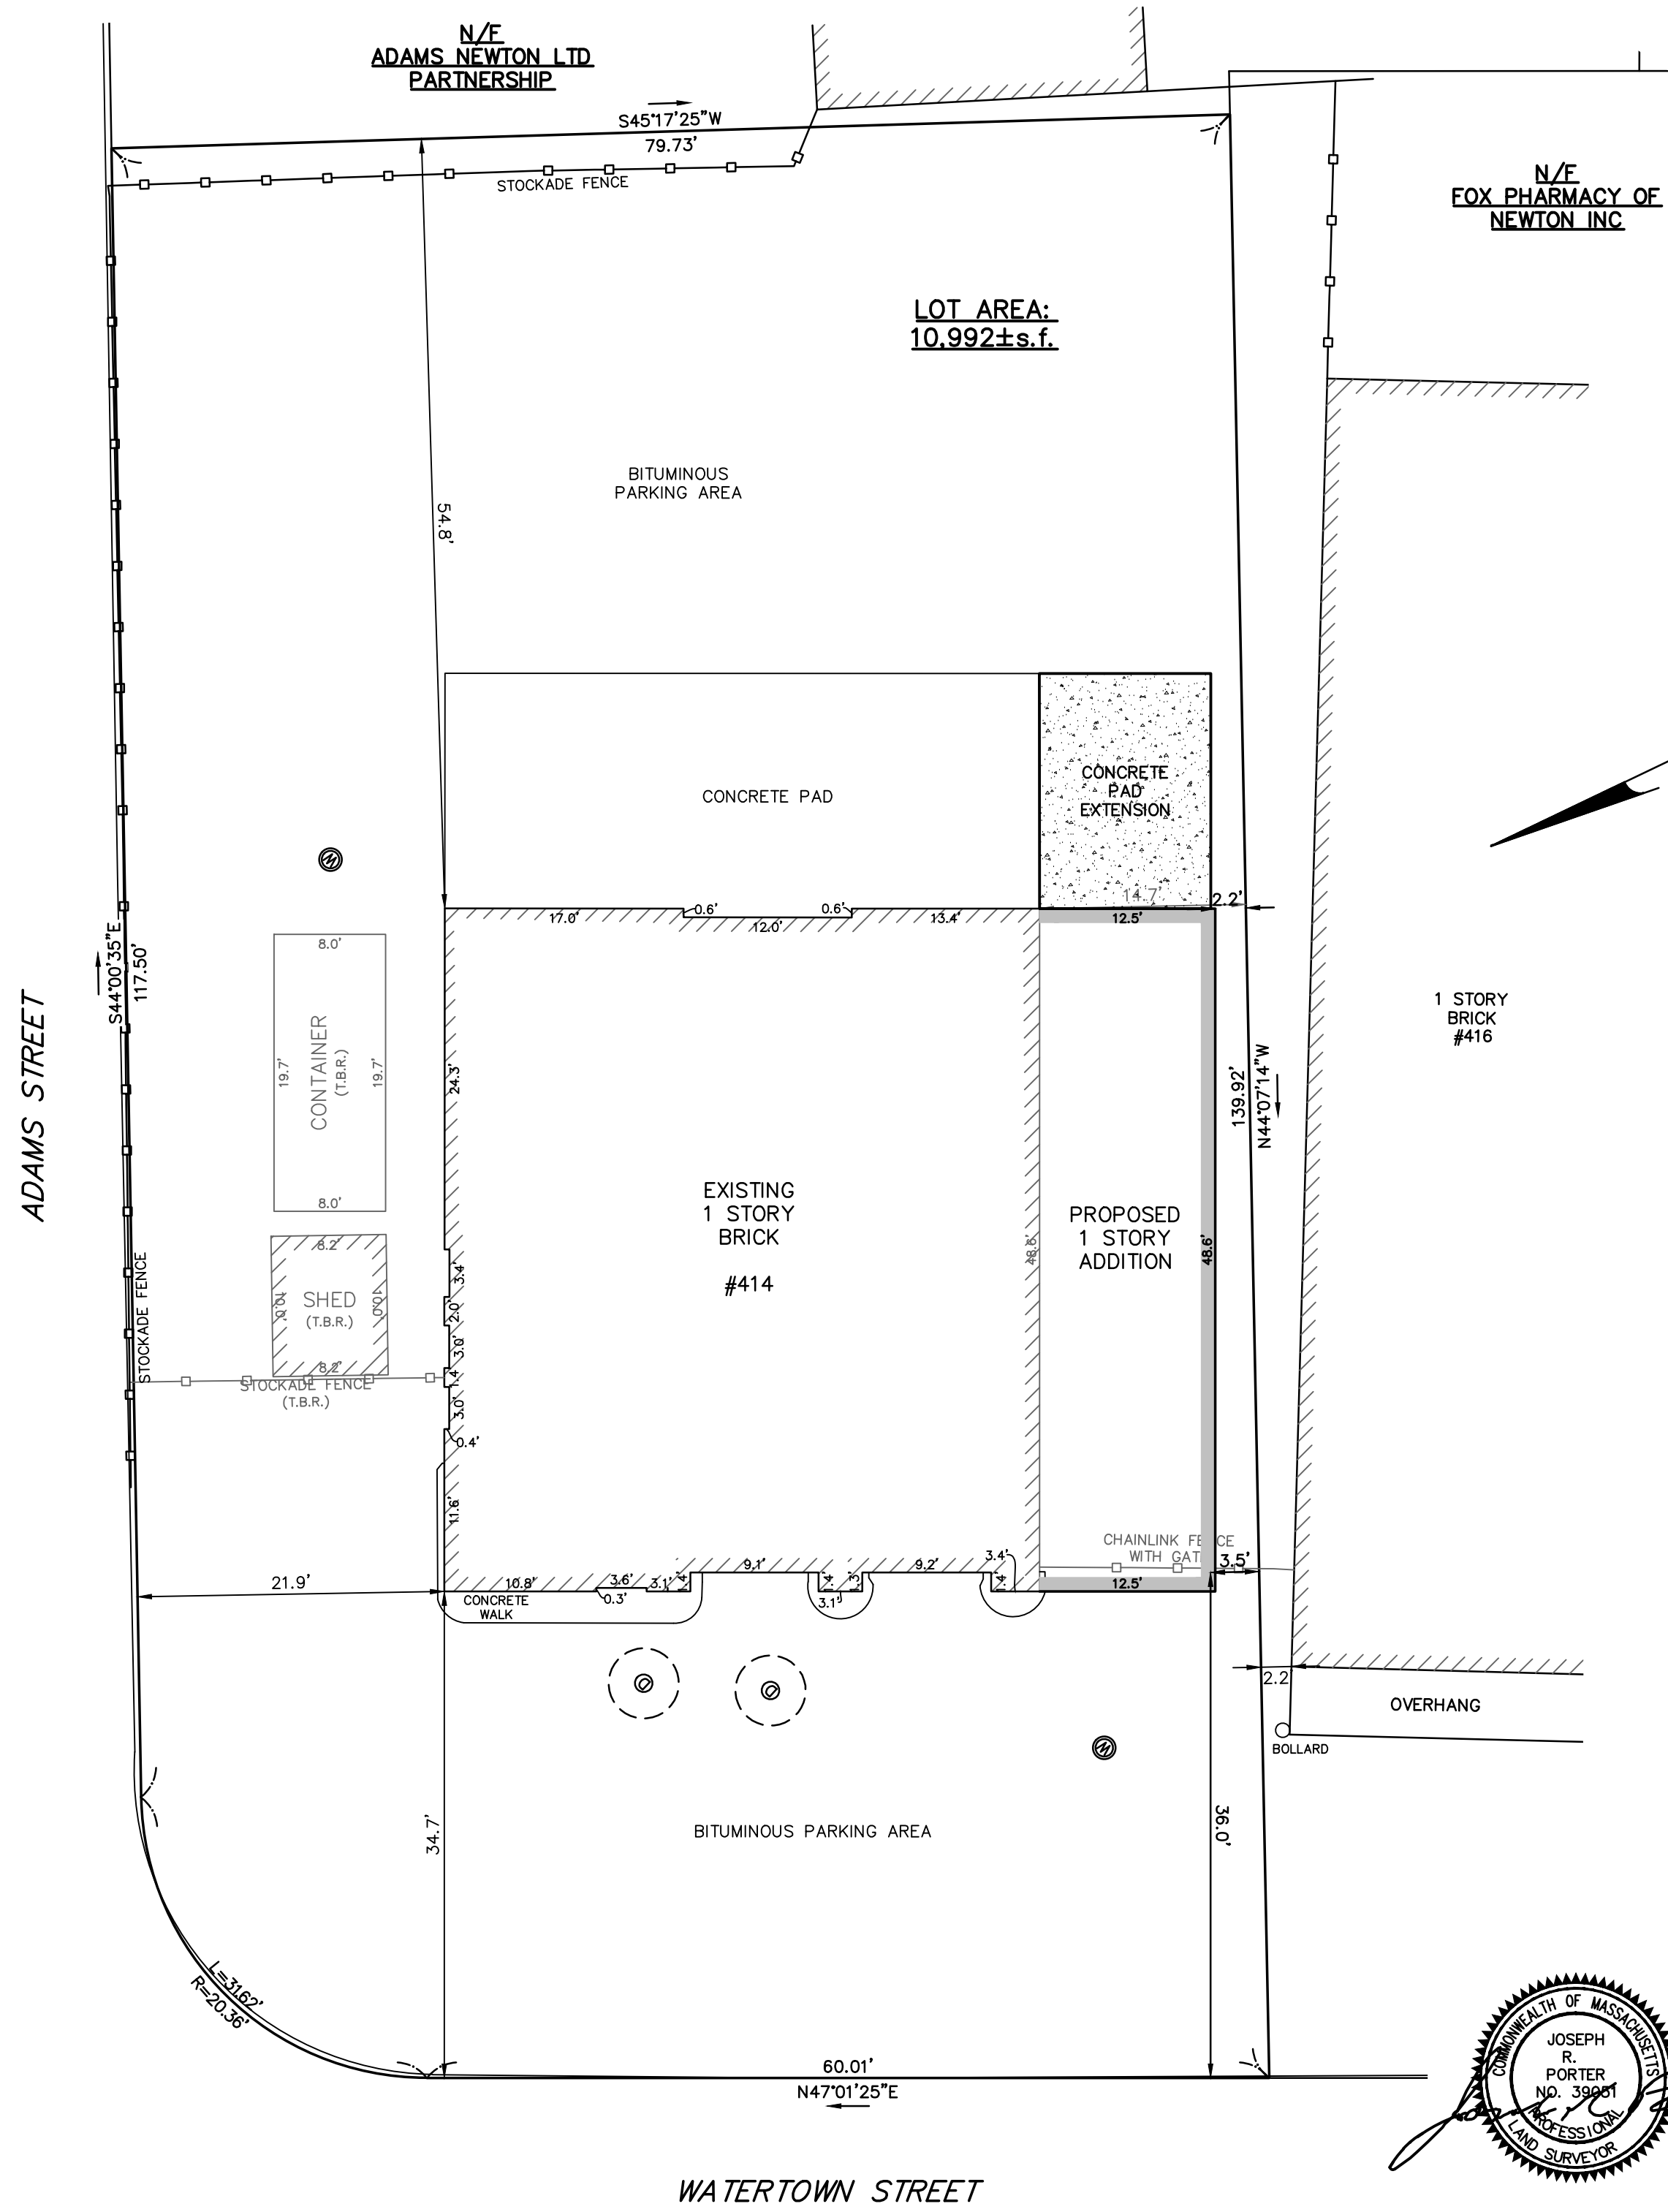 N/F
ADAMS NEWTON LTD
PARTNERSHIP
S45°17'25"W
79.73'
STOCKADE FENCE
N/F
FOX PHARMACY OF
NEWTON INC
LOT AREA:
10,992±s.f.
BITUMINOUS
PARKING AREA
54.8'
CONCRETE PAD
CONCRETE
PAD
EXTENSION
14.7'
2.2'
17.0'
0.6'
12.0'
0.6'
13.4'
12.5'
S44°00'35"E
117.50'
ADAMS STREET
8.0'
19.7'
CONTAINER
(T.B.R.)
19.7'
8.0'
24.3'
1 STORY
BRICK
#416
139.92'
N44°07'14"W
EXISTING
1 STORY
BRICK
#414
PROPOSED
1 STORY
ADDITION
48.6'
48.6'
STOCKADE FENCE
8.2'
10.0'
SHED
(T.B.R.)
10.0'
8.2'
STOCKADE FENCE
(T.B.R.)
3.4'
2.0'
3.0'
1.4
3.0'
0.4'
11.6'
CHAINLINK FENCE
WITH GATE
3.5'
21.9'
10.8'
3.6'
0.3'
3.1'
1.4
9.1'
1.4
3.1'
1.3
9.2'
3.4'
1.4
12.5'
CONCRETE
WALK
2.2
OVERHANG
BOLLARD
D
D
M
M
34.7'
BITUMINOUS PARKING AREA
36.0'
L=31.62'
R=20.36'
60.01'
N47°01'25"E
WATERTOWN STREET
COMMONWEALTH OF MASSACHUSETTS
JOSEPH
R.
PORTER
NO. 39051
PROFESSIONAL
LAND SURVEYOR